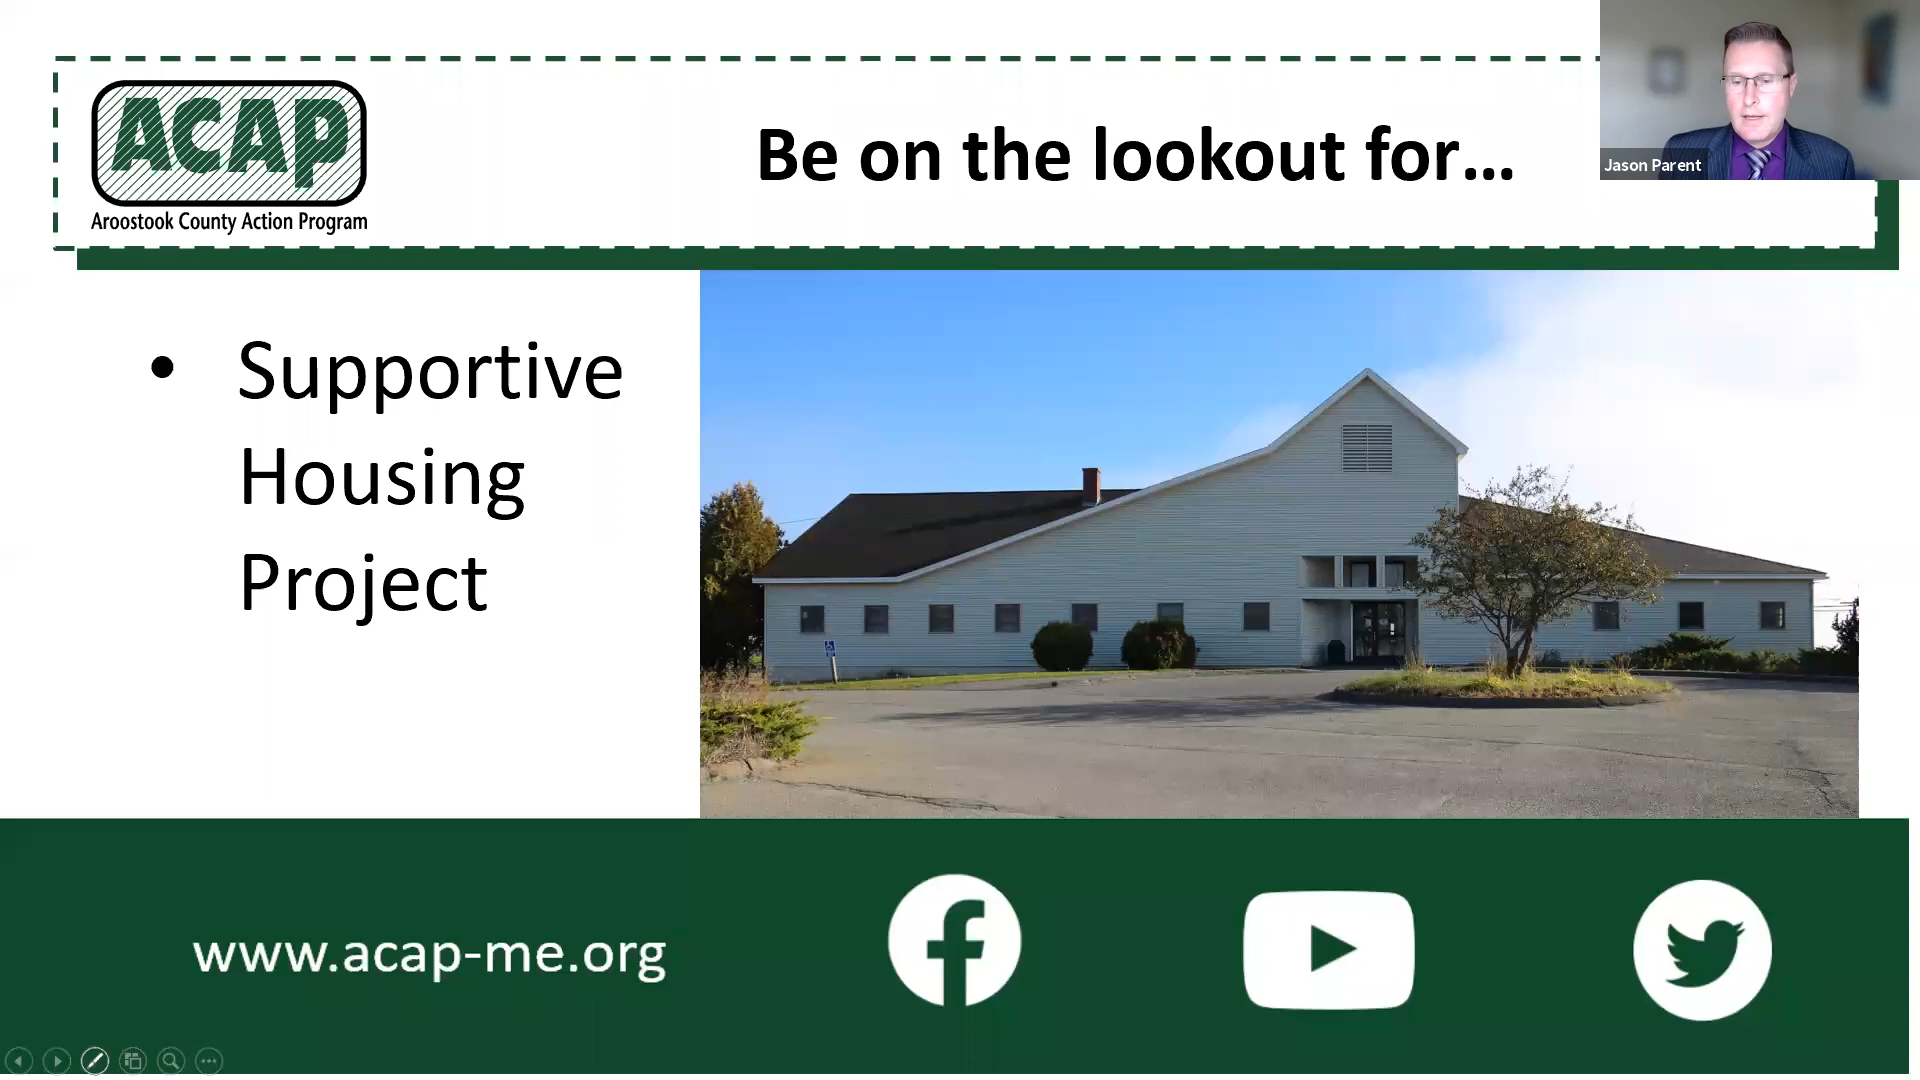 ACAP
Aroostook County Action Program
Be on the lookout for...
Jason Parent
• Supportive
Housing
Project
www.acap-me.org